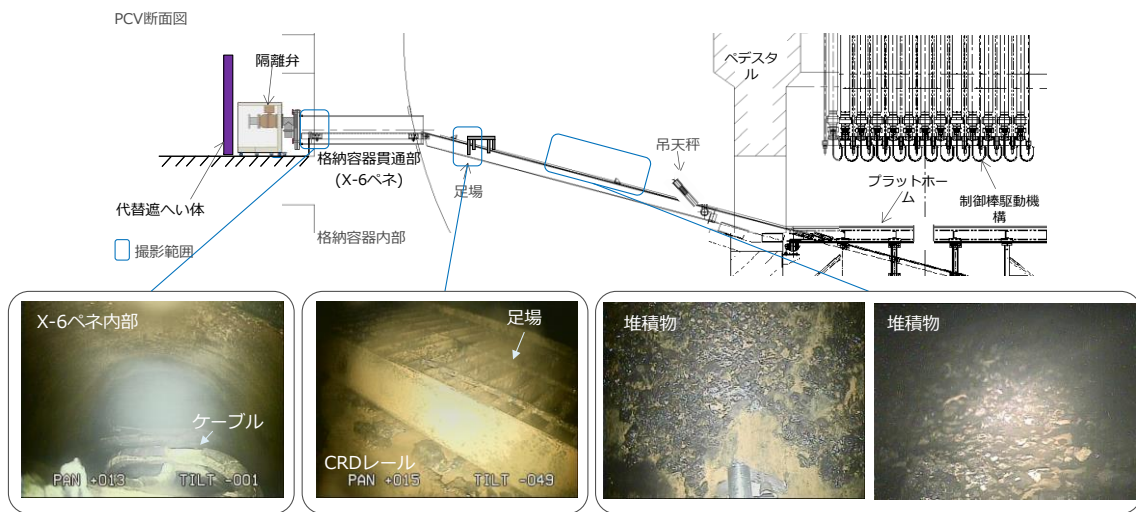 PCV断面図
隔離弁
ペデスタ
ル
格納容器貫通部
(X-6ペネ)
足場
吊天秤
プラットホー
ム
制御棒駆動機
構
代替遮へい体
格納容器内部
撮影範囲
X-6ペネ内部
ケーブル
PAN +013 TILT -001
足場
CRDレール
PAN +015 TILT -049
堆積物
堆積物